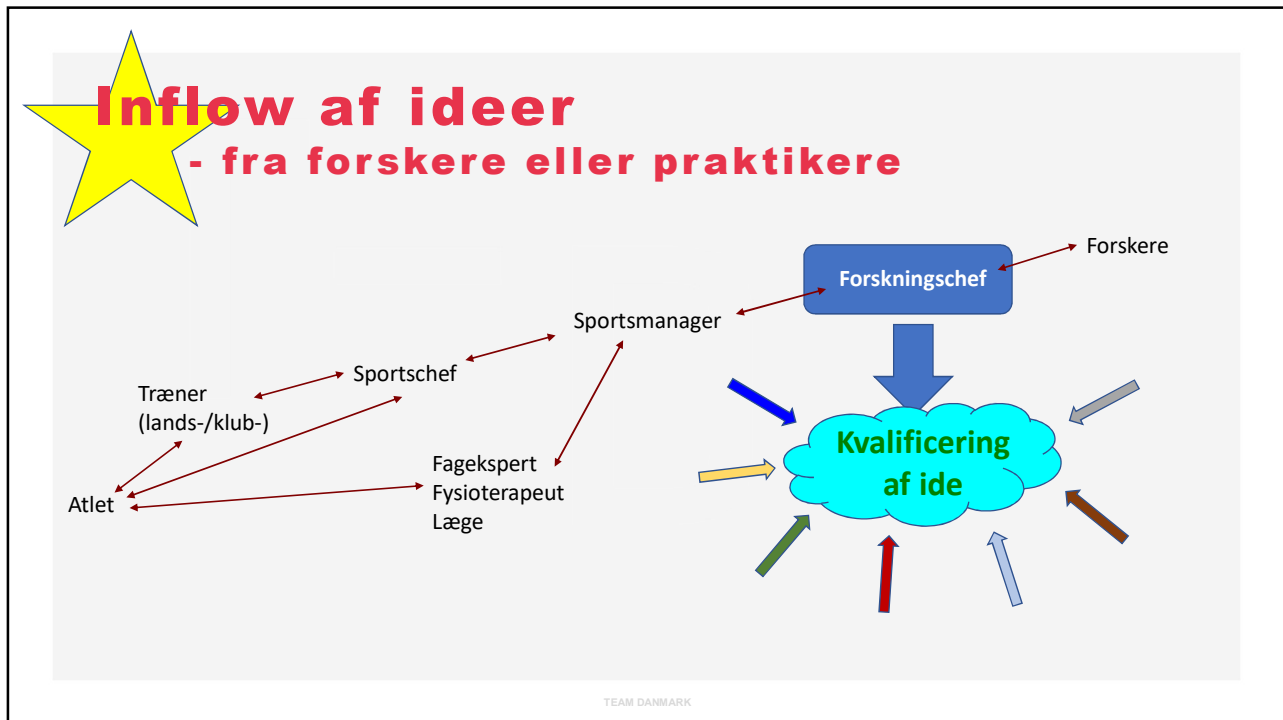 Inflow af ideer
- fra forskere eller praktikere
Forskere
Forskningschef
Sportsmanager
Sportschef
Træner
(lands-/klub-)
Atlet
Fagekspert
Fysioterapeut
Læge
Kvalificering
af ide
TEAM DANMARK